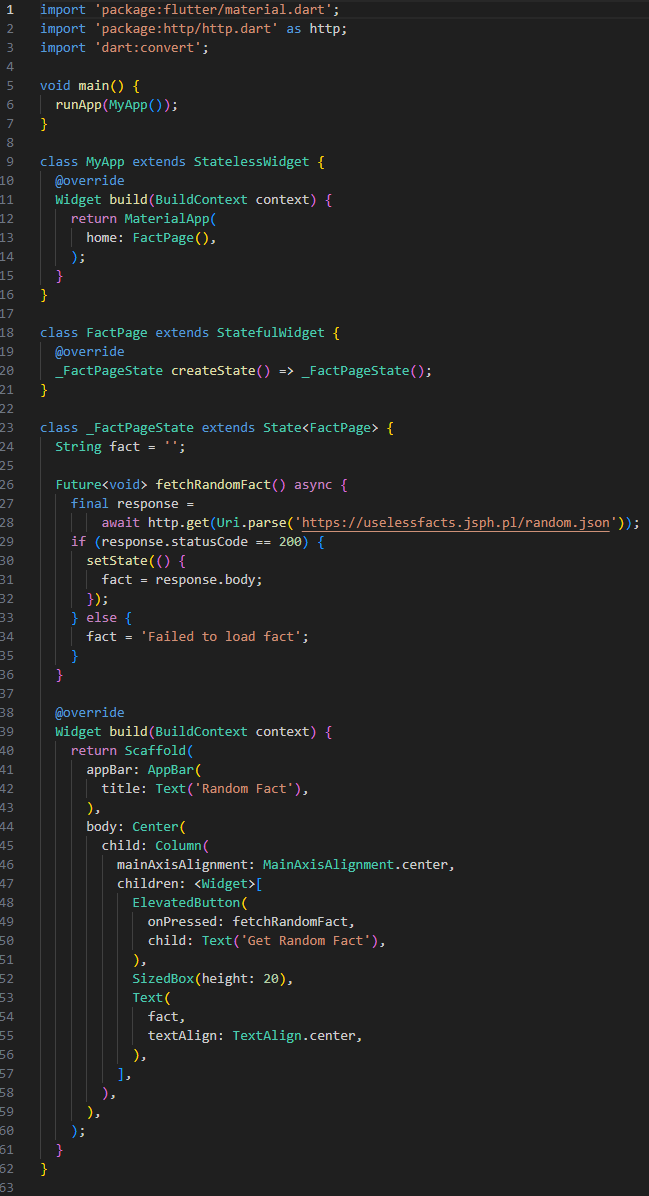 1 import 'package:flutter/material.dart';
2 import 'package:http/http.dart' as http;
3 import 'dart:convert';
4
5 void main() {
6   runApp(MyApp());
7 }
8
9 class MyApp extends StatelessWidget {
10   @override
11   Widget build(BuildContext context) {
12     return MaterialApp(
13       home: FactPage(),
14     );
15   }
16 }
17
18 class FactPage extends StatefulWidget {
19   @override
20   _FactPageState createState() => _FactPageState();
21 }
22
23 class _FactPageState extends State<FactPage> {
24   String fact = '';
25
26   Future<void> fetchRandomFact() async {
27     final response =
28         await http.get(Uri.parse('https://uselessfacts.jsph.pl/random.json'));
29     if (response.statusCode == 200) {
30       setState(() {
31         fact = response.body;
32       });
33     } else {
34       fact = 'Failed to load fact';
35     }
36   }
37
38   @override
39   Widget build(BuildContext context) {
40     return Scaffold(
41       appBar: AppBar(
42         title: Text('Random Fact'),
43       ),
44       body: Center(
45         child: Column(
46           mainAxisAlignment: MainAxisAlignment.center,
47           children: <Widget>[
48             ElevatedButton(
49               onPressed: fetchRandomFact,
50               child: Text('Get Random Fact'),
51             ),
52             SizedBox(height: 20),
53             Text(
54               fact,
55               textAlign: TextAlign.center,
56             ),
57           ],
58         ),
59       ),
60     );
61   }
62 }
63